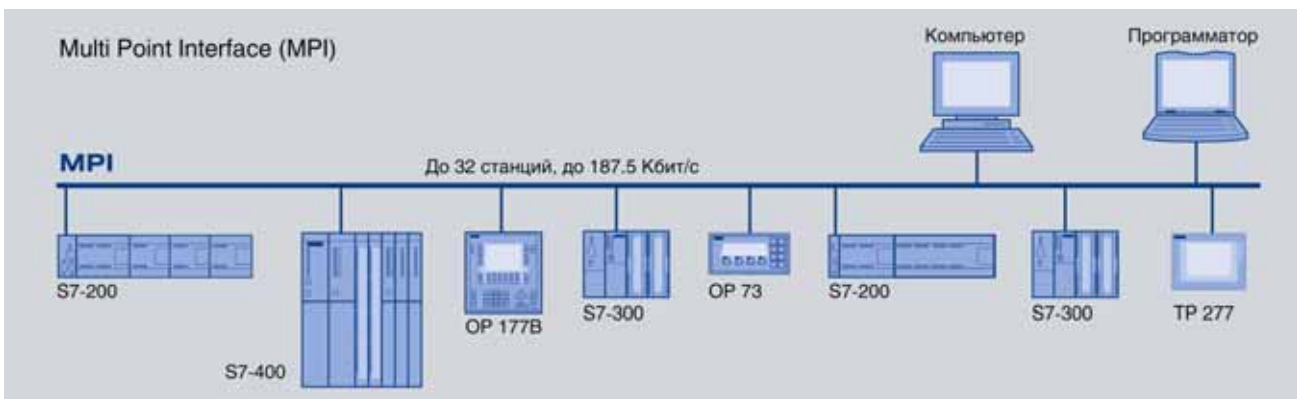 Multi Point Interface (MPI)
Компьютер
Программатор
MPI
До 32 станций, до 187.5 Кбит/с
S7-200
S7-400
OP 177B
S7-300
OP 73
S7-200
S7-300
TP 277